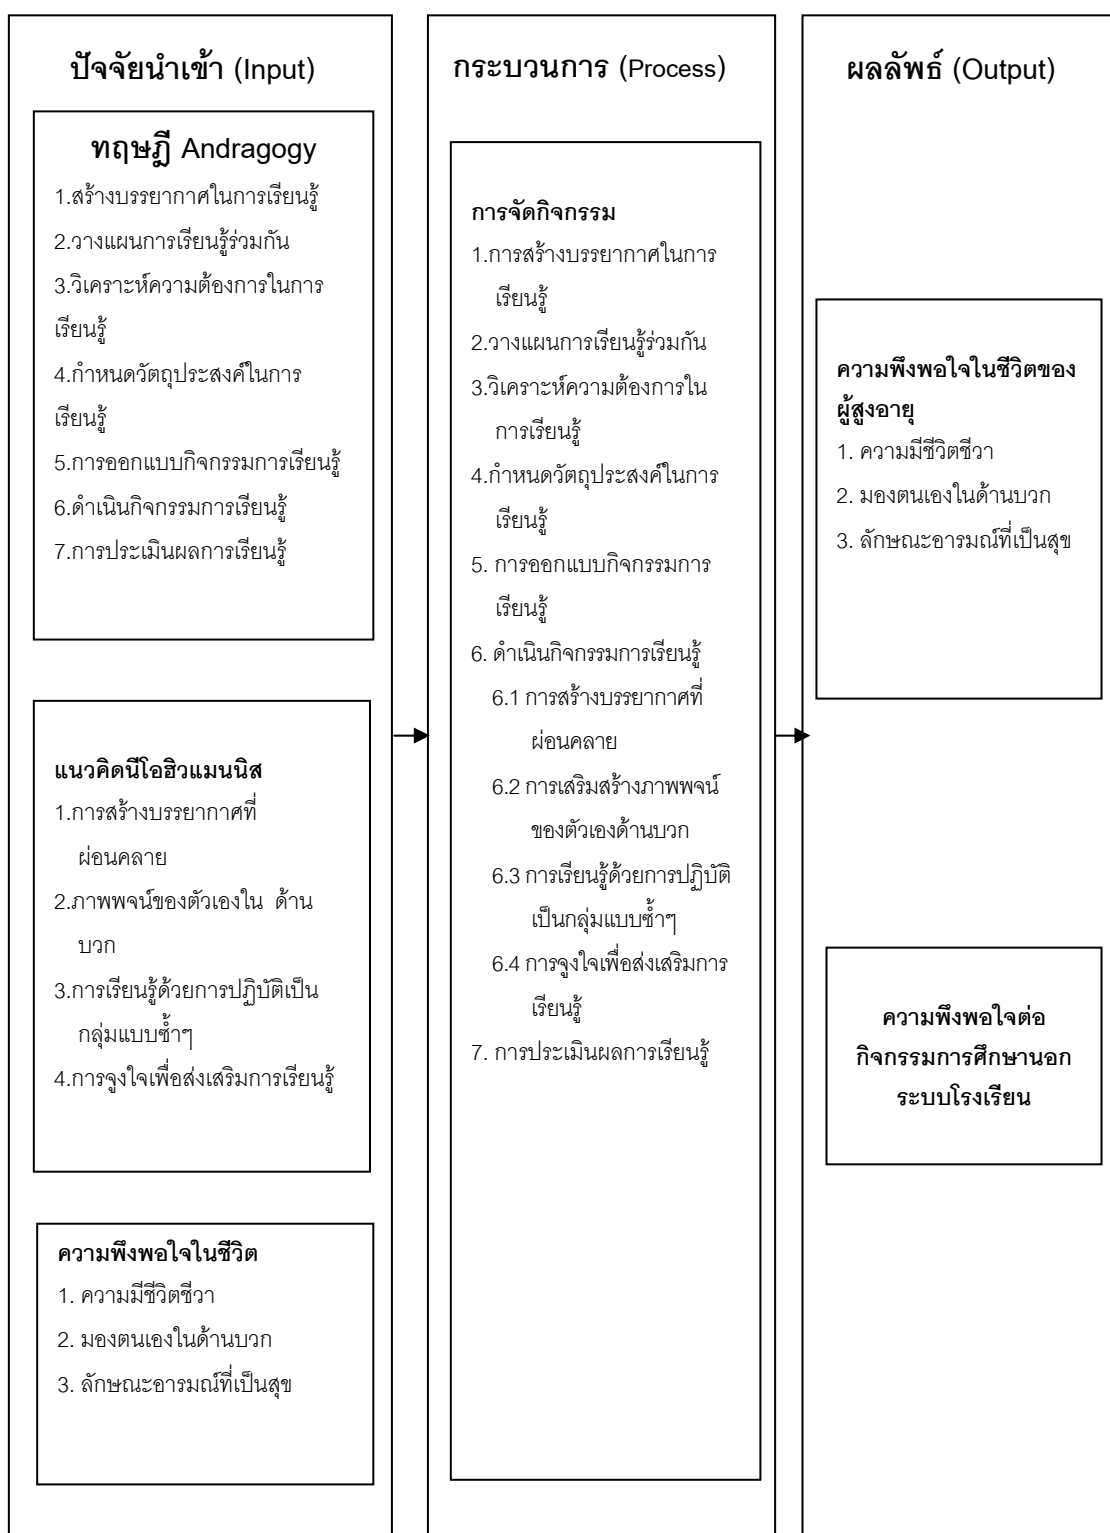 ปัจจัยนำเข้า (Input)
ทฤษฎี Andragogy
1.สร้างบรรยากาศในการเรียนรู้
2.วางแผนการเรียนรู้ร่วมกัน
3.วิเคราะห์ความต้องการในการ
เรียนรู้
4.กำหนดวัตถุประสงค์ในการ
เรียนรู้
5.การออกแบบกิจกรรมการเรียนรู้
6.ดำเนินกิจกรรมการเรียนรู้
7.การประเมินผลการเรียนรู้
แนวคิดนีโอฮิวแมนนิส
1.การสร้างบรรยากาศที่
ผ่อนคลาย
2.ภาพพจน์ของตัวเองใน ด้าน
บวก
3.การเรียนรู้ด้วยการปฏิบัติเป็น
กลุ่มแบบซ้ำๆ
4.การจูงใจเพื่อส่งเสริมการเรียนรู้
ความพึงพอใจในชีวิต
1. ความมีชีวิตชีวา
2. มองตนเองในด้านบวก
3. ลักษณะอารมณ์ที่เป็นสุข
กระบวนการ (Process)
การจัดกิจกรรม
1.การสร้างบรรยากาศในการ
เรียนรู้
2.วางแผนการเรียนรู้ร่วมกัน
3.วิเคราะห์ความต้องการใน
การเรียนรู้
4.กำหนดวัตถุประสงค์ในการ
เรียนรู้
5. การออกแบบกิจกรรมการ
เรียนรู้
6. ดำเนินกิจกรรมการเรียนรู้
6.1 การสร้างบรรยากาศที่
ผ่อนคลาย
6.2 การเสริมสร้างภาพพจน์
ของตัวเองด้านบวก
6.3 การเรียนรู้ด้วยการปฏิบัติ
เป็นกลุ่มแบบซ้ำๆ
6.4 การจูงใจเพื่อส่งเสริมการ
เรียนรู้
7. การประเมินผลการเรียนรู้
ผลลัพธ์ (Output)
ความพึงพอใจในชีวิตของ
ผู้สูงอายุ
1. ความมีชีวิตชีวา
2. มองตนเองในด้านบวก
3. ลักษณะอารมณ์ที่เป็นสุข
ความพึงพอใจต่อ
กิจกรรมการศึกษานอก
ระบบโรงเรียน